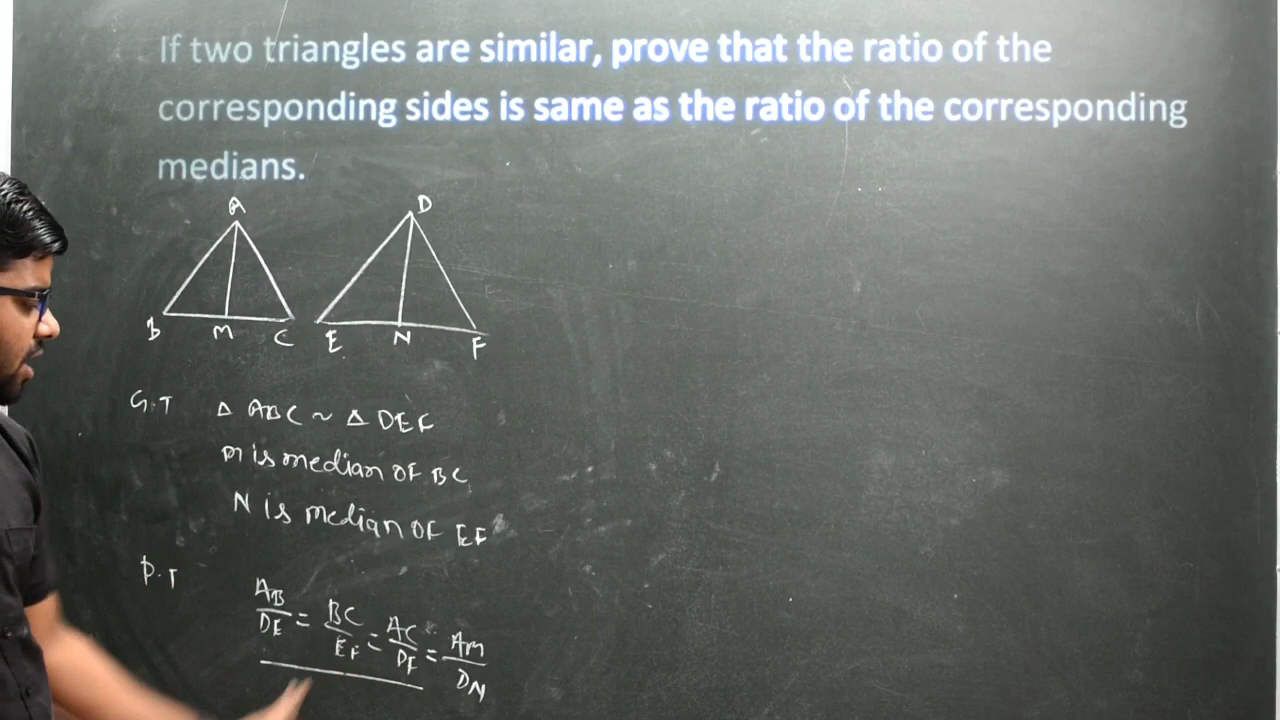 If two triangles are similar, prove that the ratio of the
corresponding sides is same as the ratio of the corresponding
medians.
A D
B M C E N F
G.T Δ ABC ~ Δ DEF
M is median OF BC
N is median OF EF
P.T
AB/DE = BC/EF = AC/DF = AM/DN